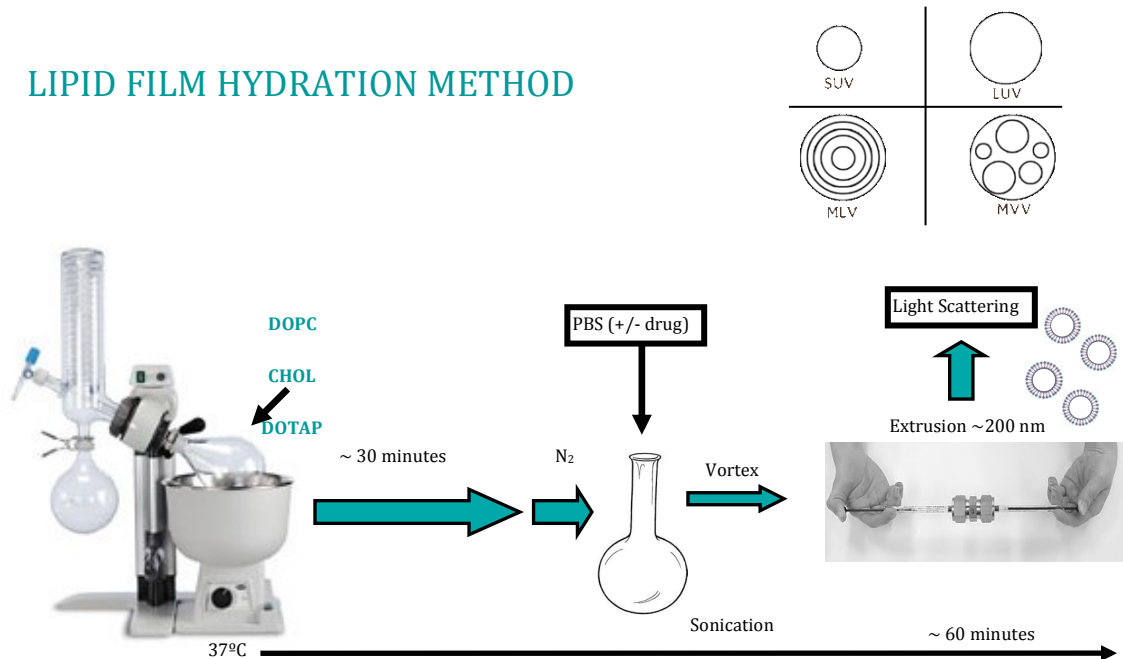 LIPID FILM HYDRATION METHOD
SUV
LUV
MLV
MVV
DOPC
CHOL
DOTAP
~ 30 minutes
N₂
PBS (+/- drug)
Vortex
Light Scattering
Extrusion ~200 nm
Sonication
~ 60 minutes
37ºC